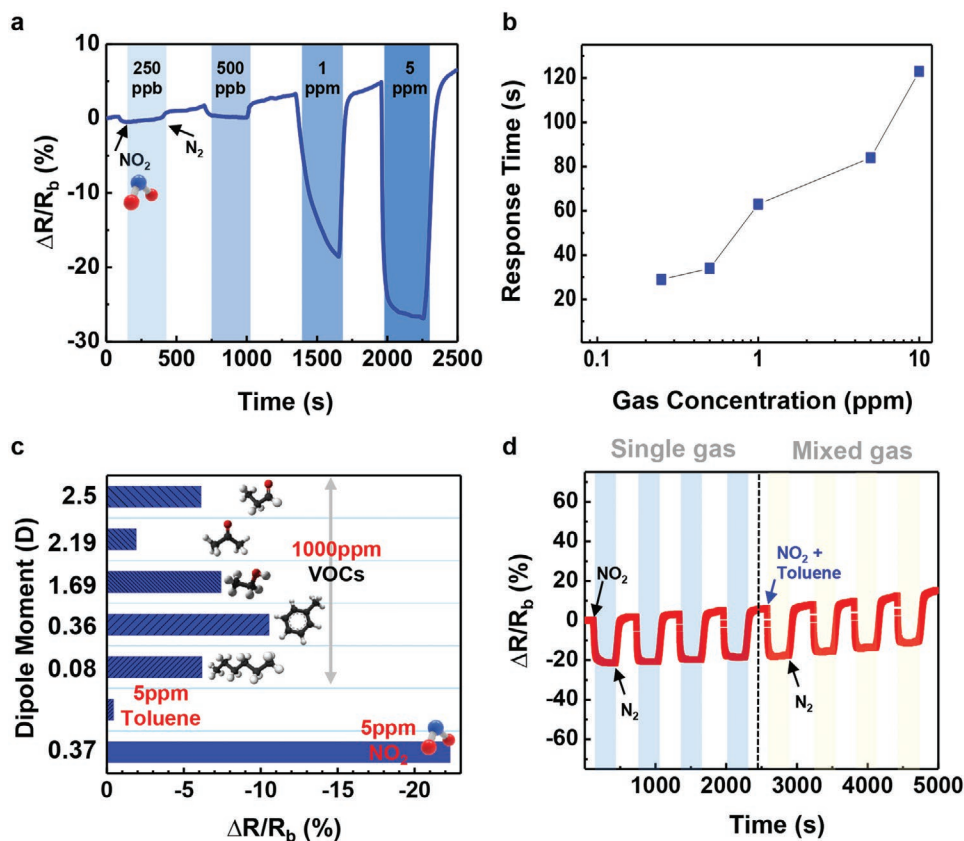 a
250
ppb
500
ppb
1
ppm
5
ppm
NO2
N2
10
0
-10
-20
-30
0 500 1000 1500 2000 2500
ΔR/Rb (%)
Time (s)
b
120
100
80
60
40
20
0.1 1 10
Response Time (s)
Gas Concentration (ppm)
c
2.5
2.19
1.69
0.36
0.08
0.37
Dipole Moment (D)
1000ppm
VOCs
5ppm
Toluene
5ppm
NO2
0 -5 -10 -15 -20
ΔR/Rb (%)
d
Single gas Mixed gas
60
40
20
0
-20
-40
-60
NO2
N2
NO2 +
Toluene
N2
1000 2000 3000 4000 5000
ΔR/Rb (%)
Time (s)